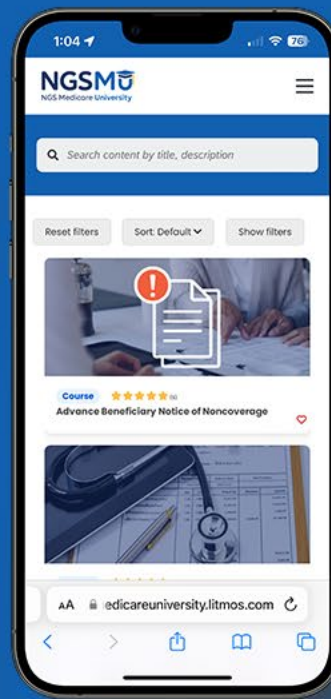 1:04
76
NGSMU
NGS Medicare University
Search content by title, description
Reset filters
Sort: Default
Show filters
!
Course
Advance Beneficiary Notice of Noncoverage
AA
edicareuniversity.litmos.com